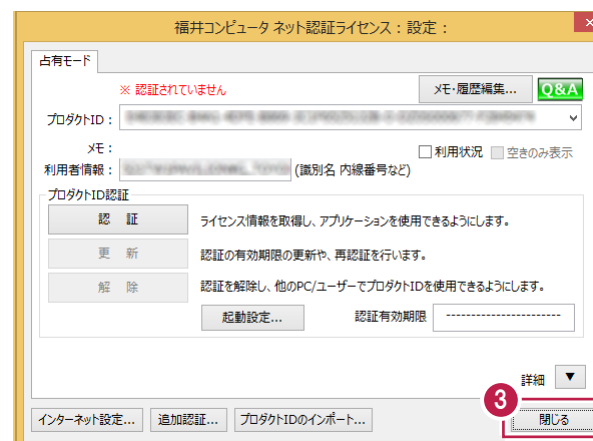 福井コンピュータ ネット認証ライセンス：設定：
占有モード
※ 認証されていません
メモ・履歴編集... Q&A
プロダクトID：
メモ：
利用状況 空きのみ表示
利用者情報： (識別名 内線番号など)
プロダクトID認証
認 証 ライセンス情報を取得し、アプリケーションを使用できるようにします。
更 新 認証の有効期限の更新や、再認証を行います。
解 除 認証を解除し、他のPC/ユーザーでプロダクトIDを使用できるようにします。
起動設定... 認証有効期限 -----------------------
詳細 ▼
3
インターネット設定... 追加認証... プロダクトIDのインポート... 閉じる